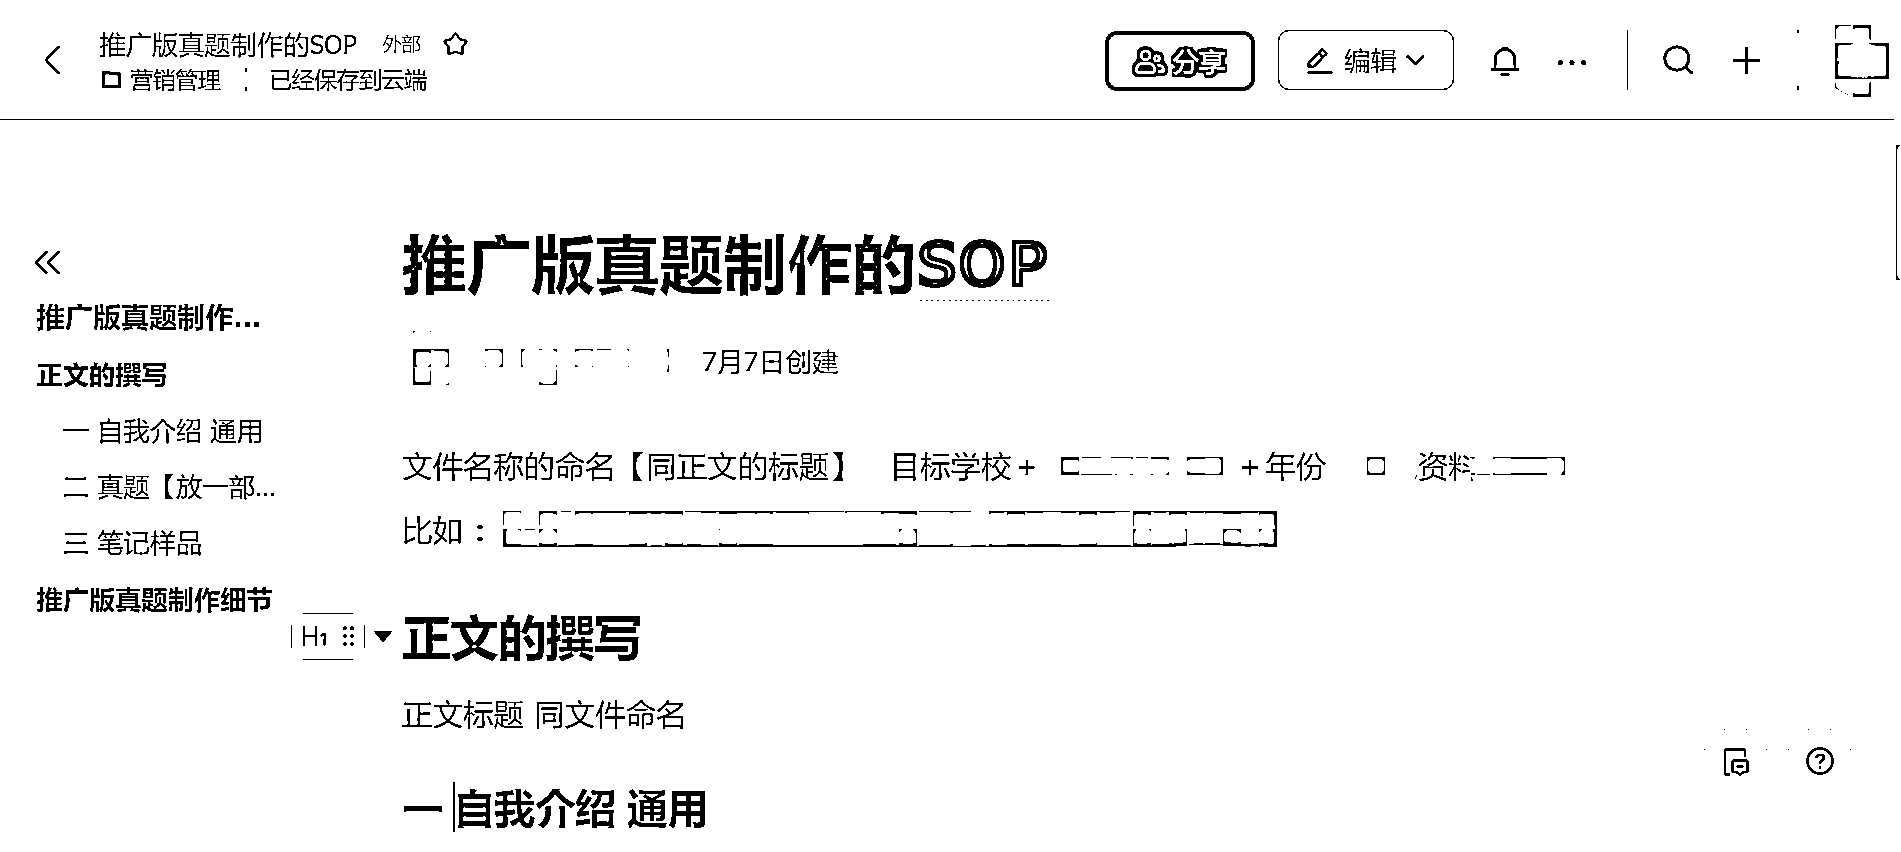 推广版真题制作的SOP 外部
营销管理 已经保存到云端
分享
编辑
推广版真题制作...
正文的撰写
一 自我介绍 通用
二 真题【放一部...
三 笔记样品
推广版真题制作细节
推广版真题制作的SOP
7月7日创建
文件名称的命名【同正文的标题】 目标学校+ +年份 资料
比如：
H1 正文的撰写
正文标题 同文件命名
一 自我介绍 通用